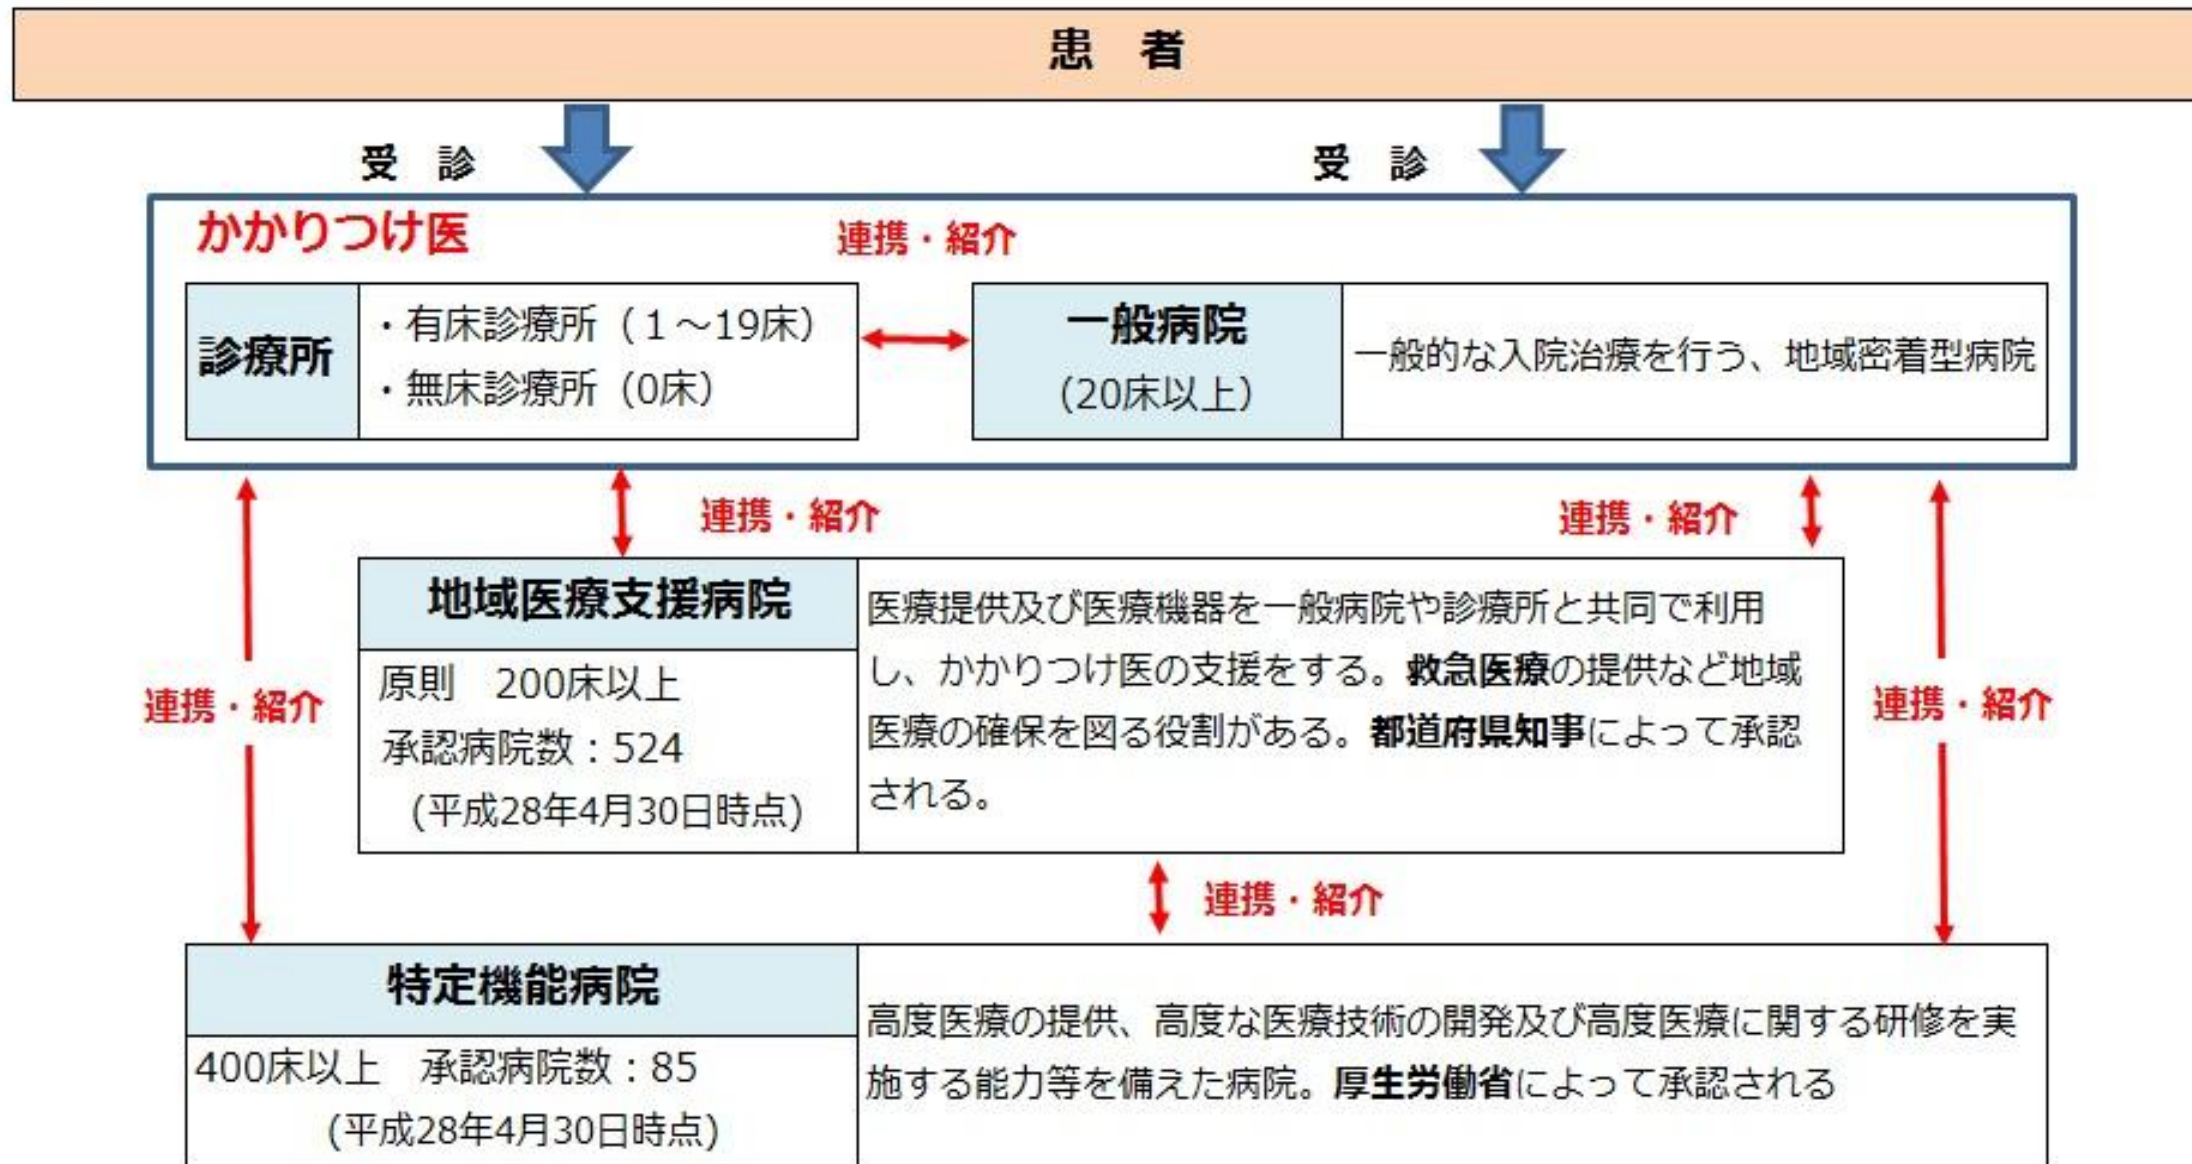 患　者
受　診
受　診
かかりつけ医
連携・紹介
診療所
・有床診療所（１～19床）
・無床診療所（0床）
一般病院
（20床以上）
一般的な入院治療を行う、地域密着型病院
連携・紹介
連携・紹介
連携・紹介
連携・紹介
地域医療支援病院
原則　200床以上
承認病院数：524
（平成28年4月30日時点）
医療提供及び医療機器を一般病院や診療所と共同で利用
し、かかりつけ医の支援をする。救急医療の提供など地域
医療の確保を図る役割がある。都道府県知事によって承認
される。
連携・紹介
特定機能病院
400床以上　承認病院数：85
（平成28年4月30日時点）
高度医療の提供、高度な医療技術の開発及び高度医療に関する研修を実
施する能力等を備えた病院。厚生労働省によって承認される